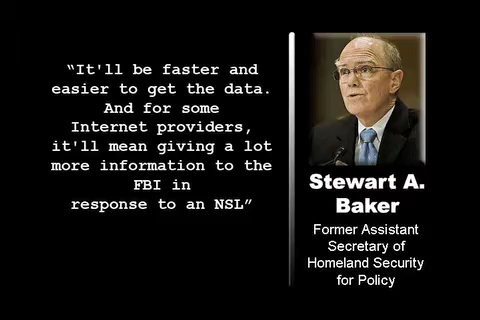 “It'll be faster and
easier to get the data.
And for some
Internet providers,
it'll mean giving a lot
more information to the
FBI in
response to an NSL”
Stewart A.
Baker
Former Assistant
Secretary of
Homeland Security
for Policy